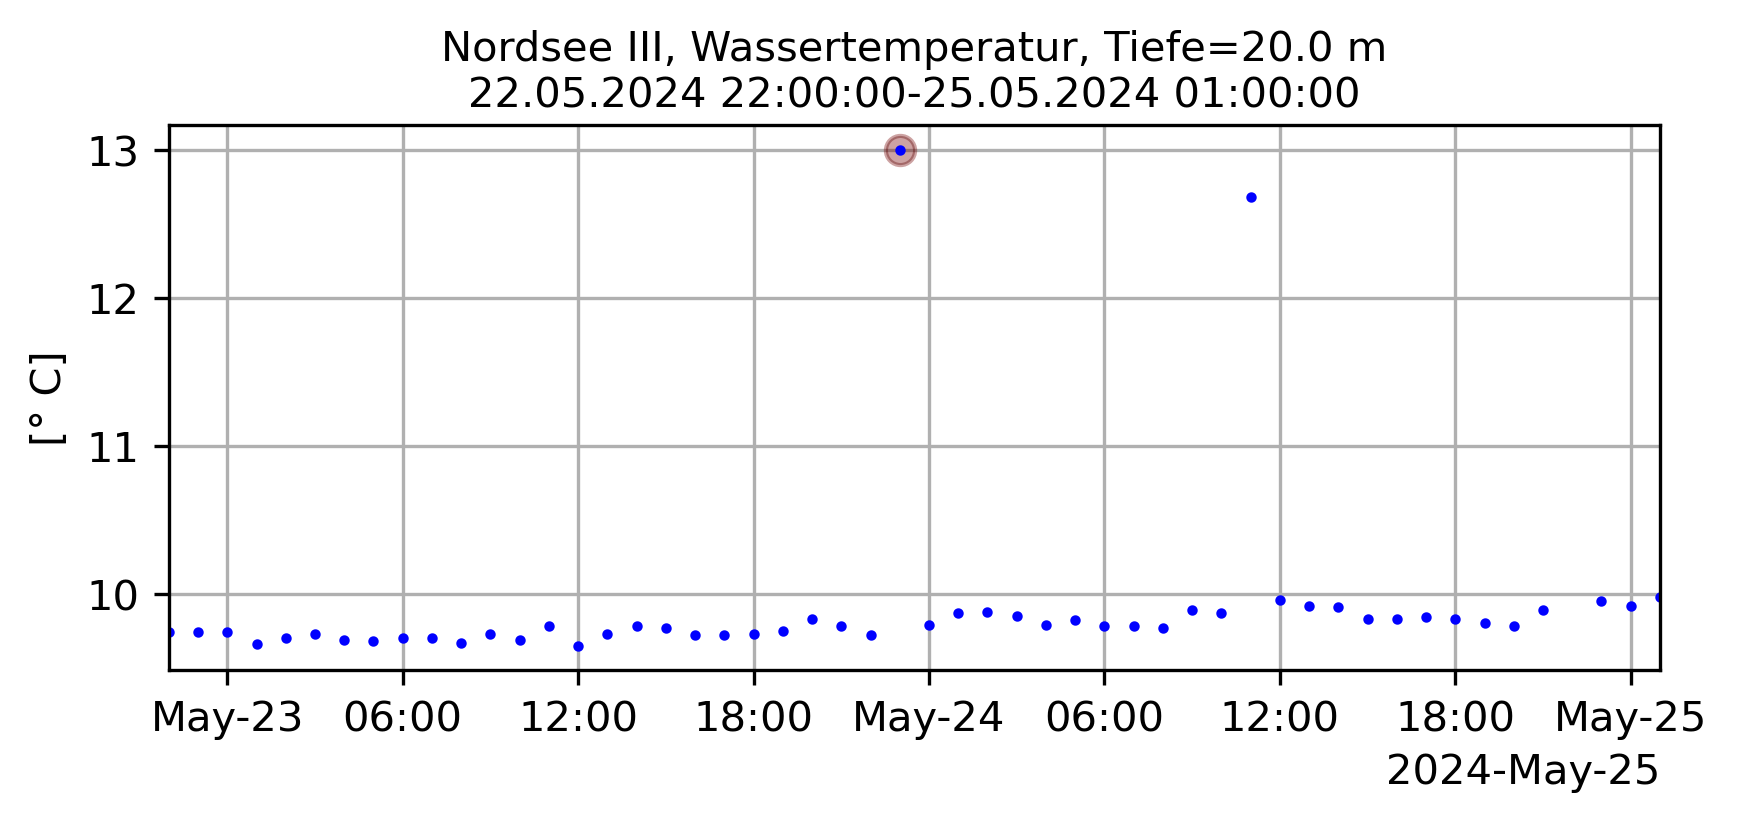 Nordsee III, Wassertemperatur, Tiefe=20.0 m
22.05.2024 22:00:00-25.05.2024 01:00:00
13
12
11
10
[° C]
May-23 06:00 12:00 18:00 May-24 06:00 12:00 18:00 May-25
2024-May-25